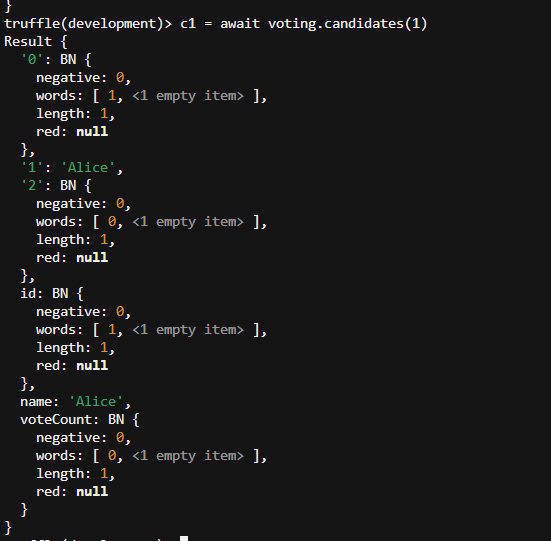 }
truffle(development)> c1 = await voting.candidates(1)
Result {
  '0': BN {
    negative: 0,
    words: [ 1, <1 empty item> ],
    length: 1,
    red: null
  },
  '1': 'Alice',
  '2': BN {
    negative: 0,
    words: [ 0, <1 empty item> ],
    length: 1,
    red: null
  },
  id: BN {
    negative: 0,
    words: [ 1, <1 empty item> ],
    length: 1,
    red: null
  },
  name: 'Alice',
  voteCount: BN {
    negative: 0,
    words: [ 0, <1 empty item> ],
    length: 1,
    red: null
  }
}